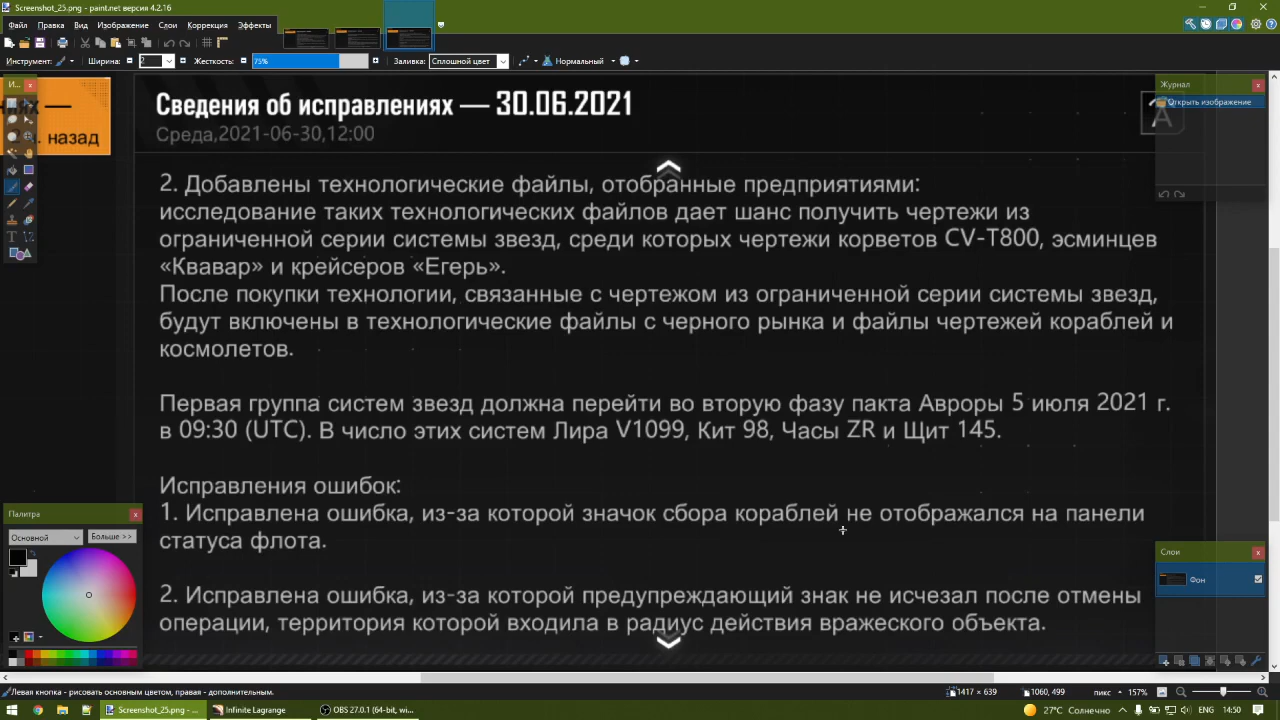 Screenshot_25.png - paint.net версия 4.2.16
Файл Правка Вид Изображение Слои Коррекция Эффекты
Инструмент: Ширина: 2 Жесткость: 75% Заливка: Сплошной цвет Нормальный
И...
Журнал
Открыть изображение
назад
Сведения об исправлениях — 30.06.2021
Среда,2021-06-30,12:00
2. Добавлены технологические файлы, отобранные предприятиями:
исследование таких технологических файлов дает шанс получить чертежи из
ограниченной серии системы звезд, среди которых чертежи корветов CV-T800, эсминцев
«Квавар» и крейсеров «Егерь».
После покупки технологии, связанные с чертежом из ограниченной серии системы звезд,
будут включены в технологические файлы с черного рынка и файлы чертежей кораблей и
космолетов.
Первая группа систем звезд должна перейти во вторую фазу пакта Авроры 5 июля 2021 г.
в 09:30 (UTC). В число этих систем Лира V1099, Кит 98, Часы ZR и Щит 145.
Исправления ошибок:
1. Исправлена ошибка, из-за которой значок сбора кораблей не отображался на панели
статуса флота.
2. Исправлена ошибка, из-за которой предупреждающий знак не исчезал после отмены
операции, территория которой входила в радиус действия вражеского объекта.
Палитра
Основной Больше >>
Слои
Фон
Левая кнопка - рисовать основным цветом, правая - дополнительным.
1417 × 639 1060, 499 пикс 157%
Screenshot_25.png -... Infinite Lagrange OBS 27.0.1 (64-bit, w... 27°C Солнечно ENG 14:50